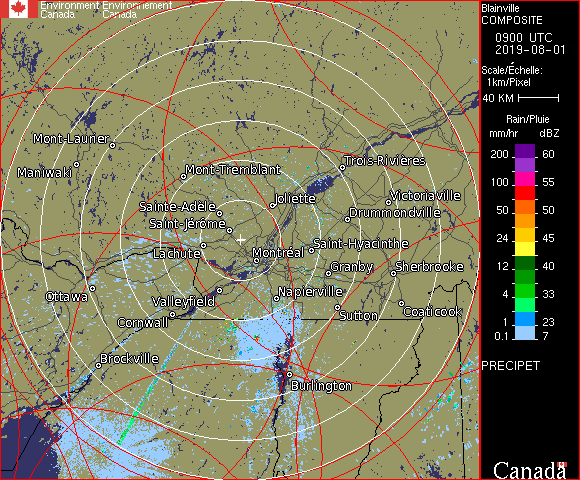 Environment Environnement
Canada Canada
Blainville
COMPOSITE
0900 UTC
2019-08-01
Scale/Échelle:
1km/Pixel
40 KM
Rain/Pluie
mm/hr dBZ
200 60
100 55
50 50
24 45
12 40
4 33
1 23
0.1 7
PRECIPET
Mont-Laurier
Maniwaki
Mont-Tremblant
Trois-Rivières
Joliette
Victoriaville
Sainte-Adèle
Drummondville
Saint-Jérôme
Saint-Hyacinthe
Lachute
Montréal
Granby
Sherbrooke
Ottawa
Valleyfield
Napierville
Cornwall
Sutton
Coaticook
Brockville
Burlington
Canada